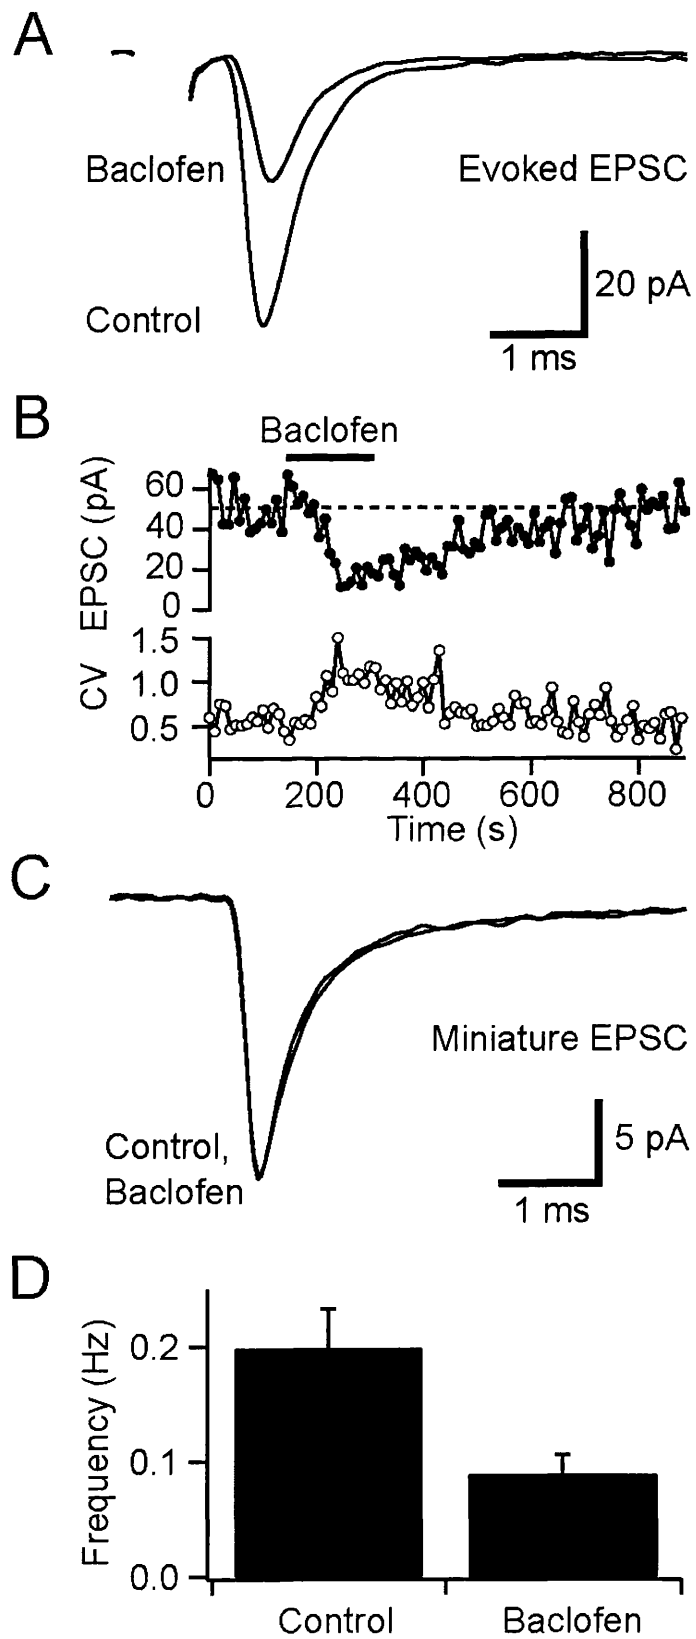 A
Baclofen
Evoked EPSC
20 pA
Control
1 ms
B
Baclofen
EPSC (pA)
60
40
20
0
CV
1.5
1.0
0.5
0 200 400 600 800
Time (s)
C
Miniature EPSC
5 pA
Control,
Baclofen
1 ms
D
Frequency (Hz)
0.2
0.1
0.0
Control Baclofen